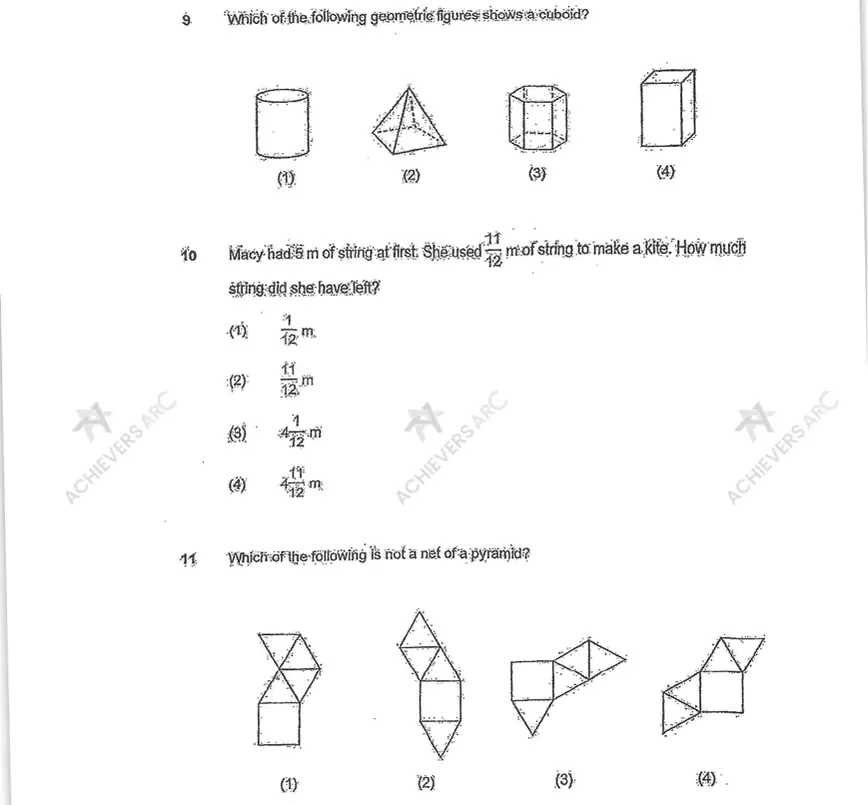 9 Which of the following geometric figures shows a cuboid?
(1) (2) (3) (4)
10 Macy had 5 m of string at first. She used 11/12 m of string to make a kite. How much
string did she have left?
(1) 1/12 m
(2) 11/12 m
(3) 4 1/12 m
(4) 4 11/12 m
ACHIEVERS ARC ACHIEVERS ARC ACHIEVERS ARC
11 Which of the following is not a net of a pyramid?
(1) (2) (3) (4)